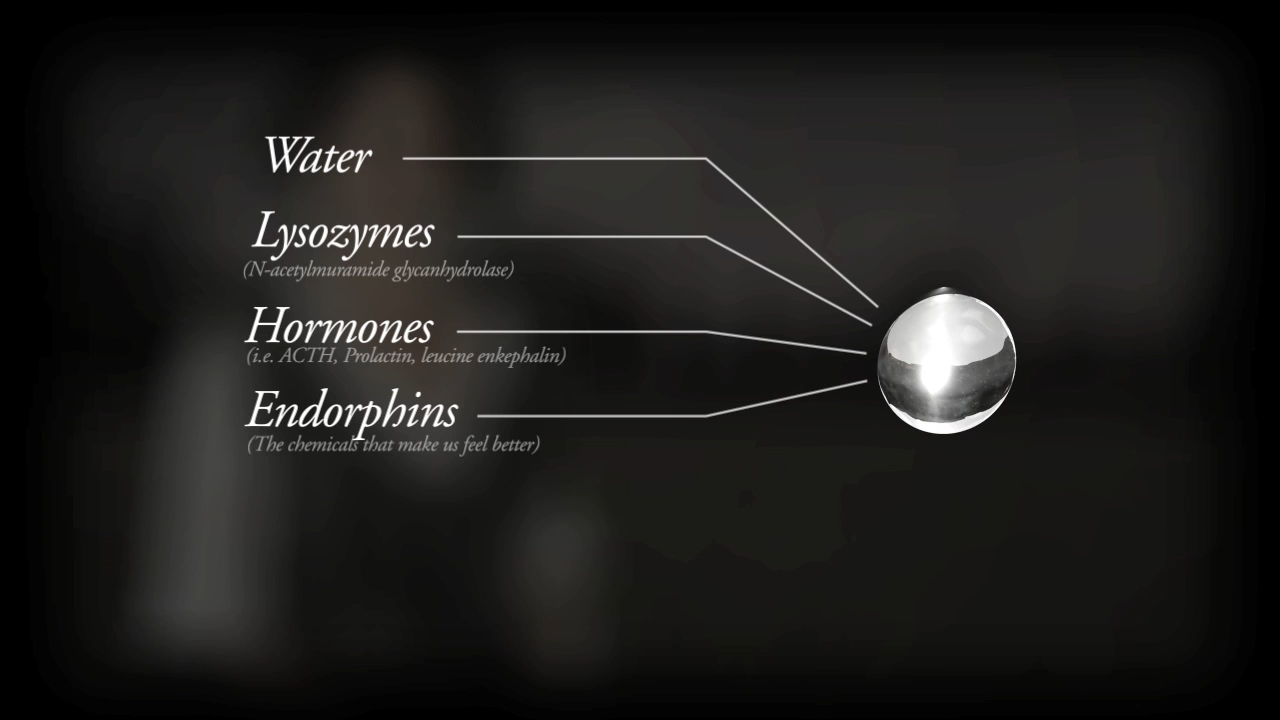 Water
Lysozymes
(N-acetylmuramide glycanhydrolase)
Hormones
(i.e. ACTH, Prolactin, leucine enkephalin)
Endorphins
(The chemicals that make us feel better)